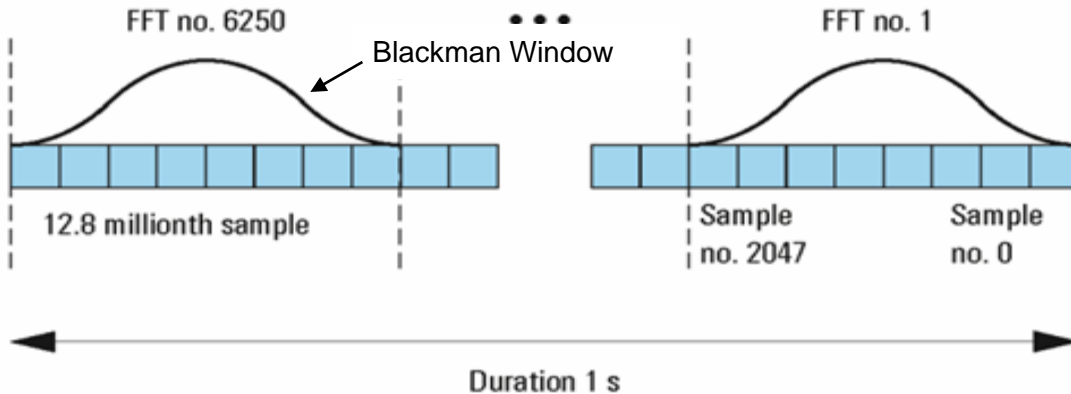 FFT no. 6250
•••
FFT no. 1
Blackman Window
12.8 millionth sample
Sample
no. 2047
Sample
no. 0
Duration 1 s